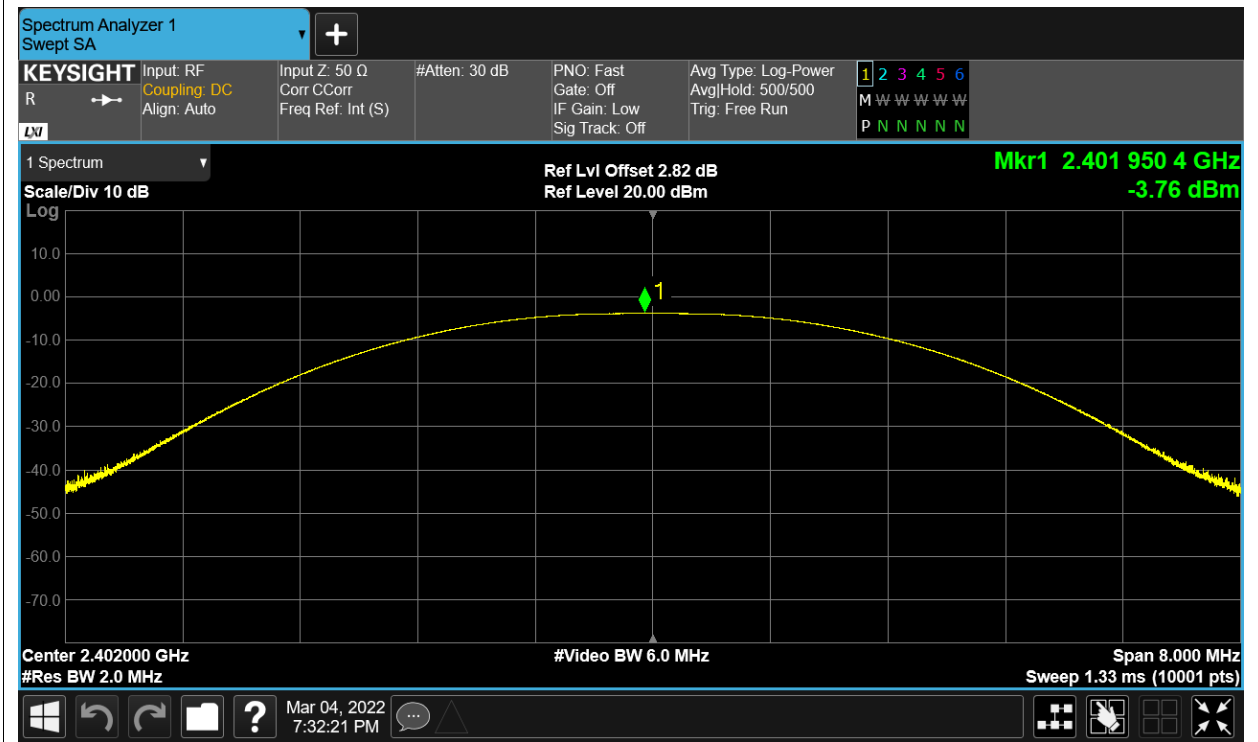 Spectrum Analyzer 1
Swept SA
+
KEYSIGHT Input: RF Input Z: 50 Ω #Atten: 30 dB PNO: Fast Avg Type: Log-Power 1 2 3 4 5 6
R Coupling: DC Corr CCorr Gate: Off Avg|Hold: 500/500 M W W W W W
Align: Auto Freq Ref: Int (S) IF Gain: Low Trig: Free Run
LXI Sig Track: Off P N N N N N
1 Spectrum Ref Lvl Offset 2.82 dB Mkr1 2.401 950 4 GHz
Scale/Div 10 dB Ref Level 20.00 dBm -3.76 dBm
Log
10.0
0.00
1
-10.0
-20.0
-30.0
-40.0
-50.0
-60.0
-70.0
Center 2.402000 GHz #Video BW 6.0 MHz Span 8.000 MHz
#Res BW 2.0 MHz Sweep 1.33 ms (10001 pts)
? Mar 04, 2022
7:32:21 PM